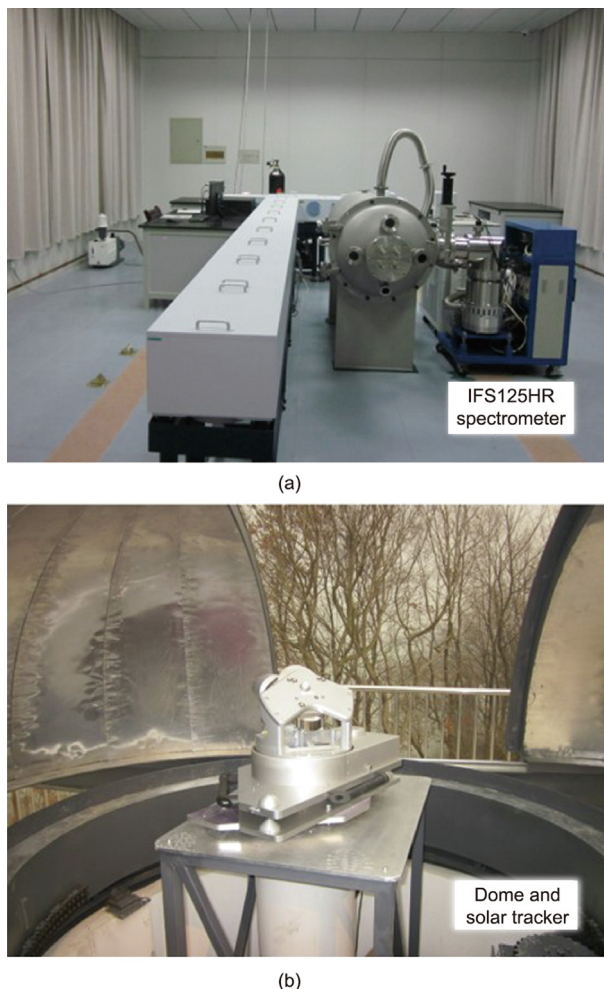 IFS125HR
spectrometer
(a)
Dome and
solar tracker
(b)